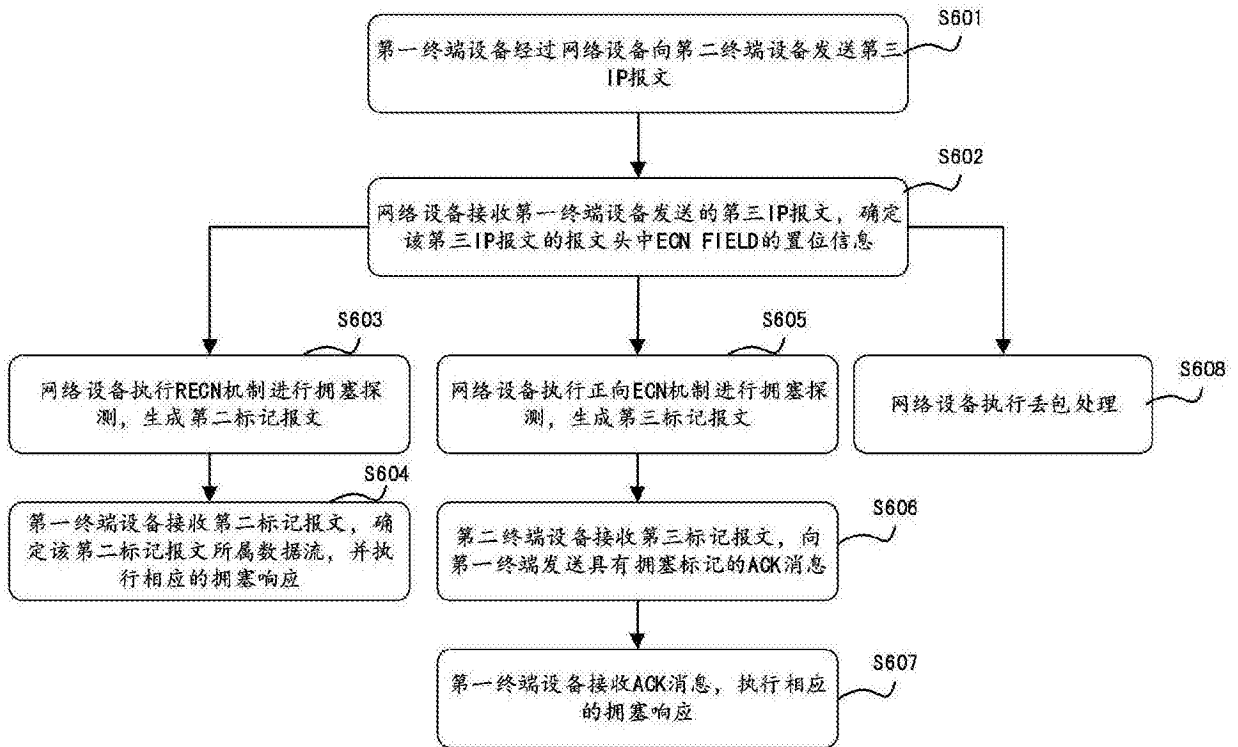 S601
第一终端设备经过网络设备向第二终端设备发送第三
IP报文
S602
网络设备接收第一终端设备发送的第三IP报文，确定
该第三IP报文的报文头中ECN FIELD的置位信息
S603
网络设备执行RECN机制进行拥塞探
测，生成第二标记报文
S605
网络设备执行正向ECN机制进行拥塞探
测，生成第三标记报文
S608
网络设备执行丢包处理
S604
第一终端设备接收第二标记报文，确
定该第二标记报文所属数据流，并执
行相应的拥塞响应
S606
第二终端设备接收第三标记报文，向
第一终端发送具有拥塞标记的ACK消息
S607
第一终端设备接收ACK消息，执行相应
的拥塞响应